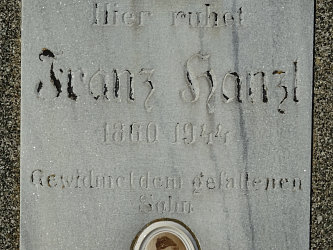 Hier ruhet
Franz Hanzl
1880-1944
Gewidmet dem gefallenen
Sohn